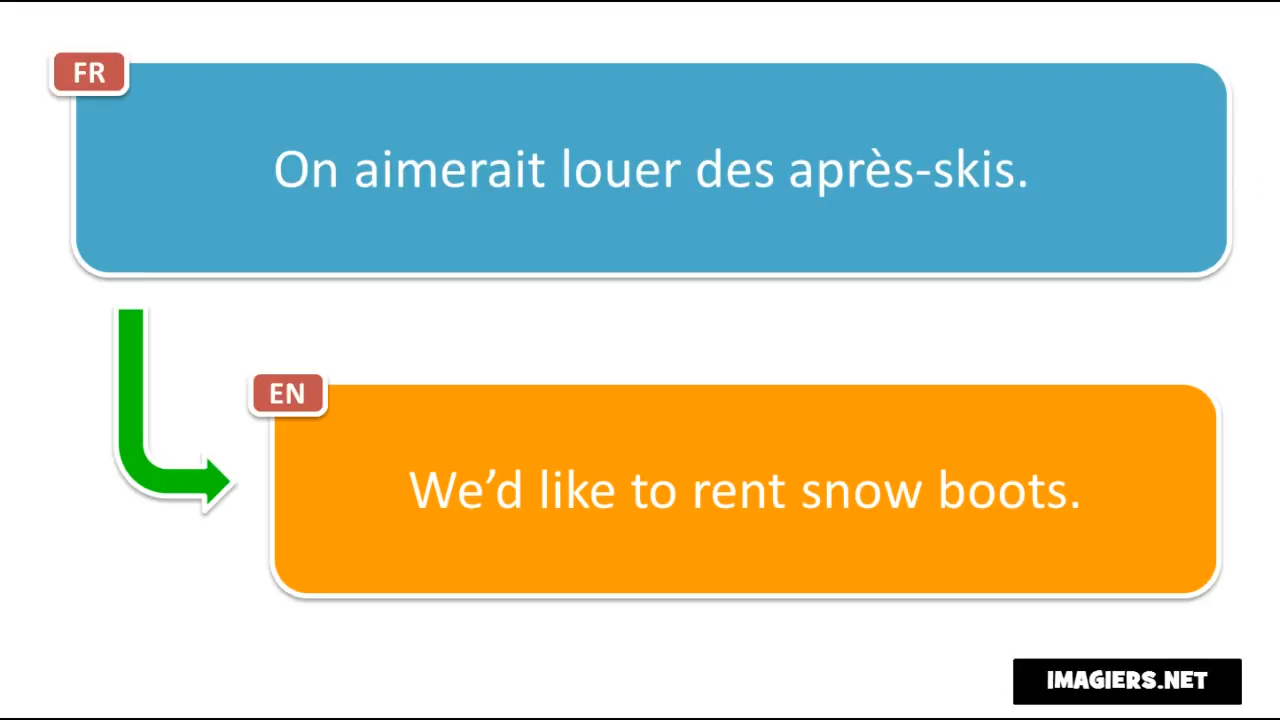 FR
On aimerait louer des après-skis.
EN
We’d like to rent snow boots.
IMAGIERS.NET